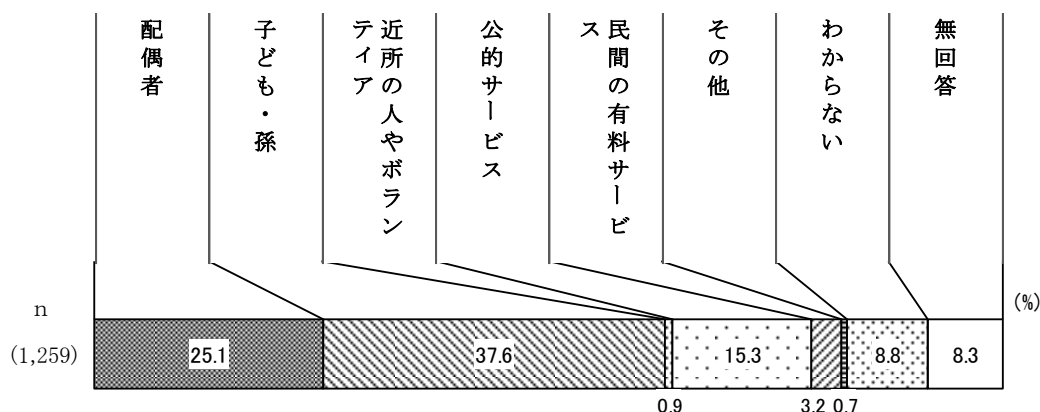 配偶者
子ども・孫
近所の人やボラン
ティア
公的サービス
民間の有料サービ
ス
その他
わからない
無回答
(%)
n
(1,259)
25.1
37.6
0.9
15.3
3.2
0.7
8.8
8.3